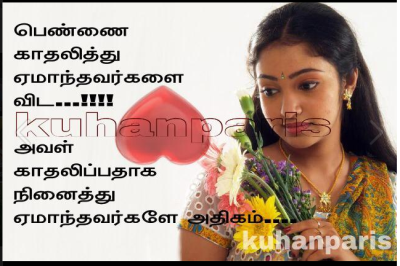 பெண்ணை
காதலித்து
ஏமாந்தவர்களை
விட...!!!!
kuhanparis
அவள்
காதலிப்பதாக
நினைத்து
ஏமாந்தவர்களே அதிகம்....
kuhanparis